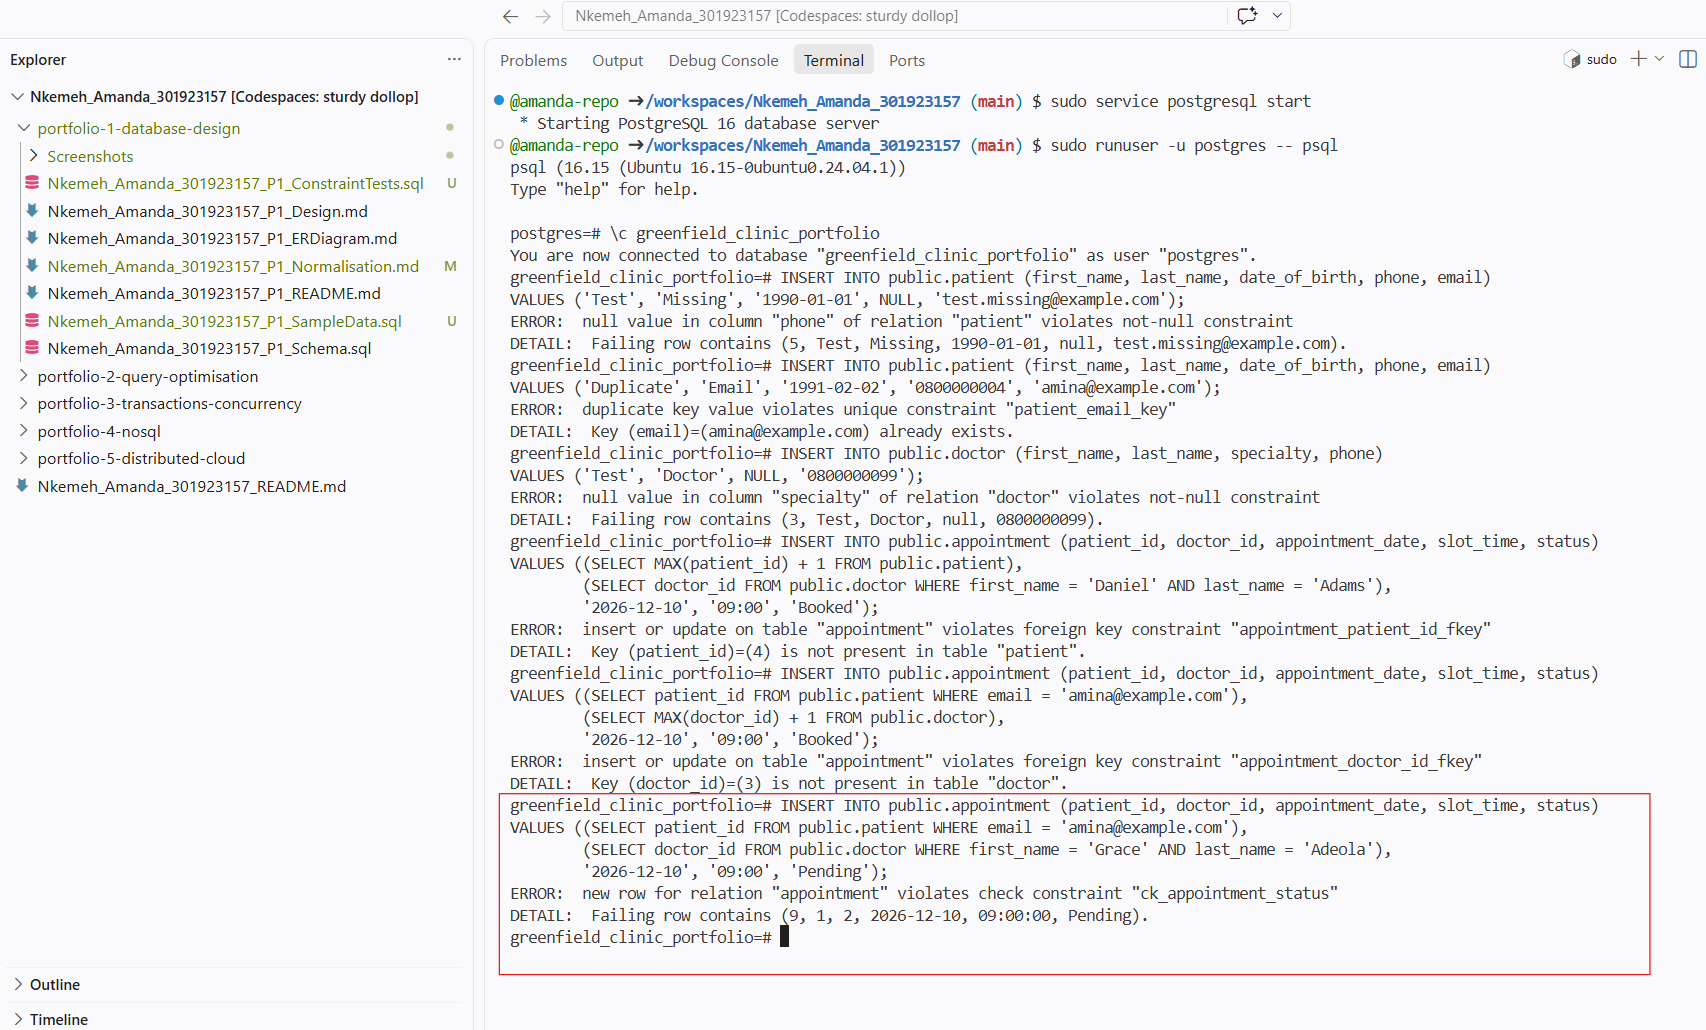 Nkemeh_Amanda_301923157 [Codespaces: sturdy dollop]
Explorer
Nkemeh_Amanda_301923157 [Codespaces: sturdy dollop]
portfolio-1-database-design
Screenshots
Nkemeh_Amanda_301923157_P1_ConstraintTests.sql U
Nkemeh_Amanda_301923157_P1_Design.md
Nkemeh_Amanda_301923157_P1_ERDiagram.md
Nkemeh_Amanda_301923157_P1_Normalisation.md M
Nkemeh_Amanda_301923157_P1_README.md
Nkemeh_Amanda_301923157_P1_SampleData.sql U
Nkemeh_Amanda_301923157_P1_Schema.sql
portfolio-2-query-optimisation
portfolio-3-transactions-concurrency
portfolio-4-nosql
portfolio-5-distributed-cloud
Nkemeh_Amanda_301923157_README.md
Outline
Timeline
Problems Output Debug Console Terminal Ports sudo
@amanda-repo ➜/workspaces/Nkemeh_Amanda_301923157 (main) $ sudo service postgresql start
 * Starting PostgreSQL 16 database server
@amanda-repo ➜/workspaces/Nkemeh_Amanda_301923157 (main) $ sudo runuser -u postgres -- psql
psql (16.15 (Ubuntu 16.15-0ubuntu0.24.04.1))
Type "help" for help.
postgres=# \c greenfield_clinic_portfolio
You are now connected to database "greenfield_clinic_portfolio" as user "postgres".
greenfield_clinic_portfolio=# INSERT INTO public.patient (first_name, last_name, date_of_birth, phone, email)
VALUES ('Test', 'Missing', '1990-01-01', NULL, 'test.missing@example.com');
ERROR:  null value in column "phone" of relation "patient" violates not-null constraint
DETAIL:  Failing row contains (5, Test, Missing, 1990-01-01, null, test.missing@example.com).
greenfield_clinic_portfolio=# INSERT INTO public.patient (first_name, last_name, date_of_birth, phone, email)
VALUES ('Duplicate', 'Email', '1991-02-02', '0800000004', 'amina@example.com');
ERROR:  duplicate key value violates unique constraint "patient_email_key"
DETAIL:  Key (email)=(amina@example.com) already exists.
greenfield_clinic_portfolio=# INSERT INTO public.doctor (first_name, last_name, specialty, phone)
VALUES ('Test', 'Doctor', NULL, '0800000099');
ERROR:  null value in column "specialty" of relation "doctor" violates not-null constraint
DETAIL:  Failing row contains (3, Test, Doctor, null, 0800000099).
greenfield_clinic_portfolio=# INSERT INTO public.appointment (patient_id, doctor_id, appointment_date, slot_time, status)
VALUES ((SELECT MAX(patient_id) + 1 FROM public.patient),
        (SELECT doctor_id FROM public.doctor WHERE first_name = 'Daniel' AND last_name = 'Adams'),
        '2026-12-10', '09:00', 'Booked');
ERROR:  insert or update on table "appointment" violates foreign key constraint "appointment_patient_id_fkey"
DETAIL:  Key (patient_id)=(4) is not present in table "patient".
greenfield_clinic_portfolio=# INSERT INTO public.appointment (patient_id, doctor_id, appointment_date, slot_time, status)
VALUES ((SELECT patient_id FROM public.patient WHERE email = 'amina@example.com'),
        (SELECT MAX(doctor_id) + 1 FROM public.doctor),
        '2026-12-10', '09:00', 'Booked');
ERROR:  insert or update on table "appointment" violates foreign key constraint "appointment_doctor_id_fkey"
DETAIL:  Key (doctor_id)=(3) is not present in table "doctor".
greenfield_clinic_portfolio=# INSERT INTO public.appointment (patient_id, doctor_id, appointment_date, slot_time, status)
VALUES ((SELECT patient_id FROM public.patient WHERE email = 'amina@example.com'),
        (SELECT doctor_id FROM public.doctor WHERE first_name = 'Grace' AND last_name = 'Adeola'),
        '2026-12-10', '09:00', 'Pending');
ERROR:  new row for relation "appointment" violates check constraint "ck_appointment_status"
DETAIL:  Failing row contains (9, 1, 2, 2026-12-10, 09:00:00, Pending).
greenfield_clinic_portfolio=#